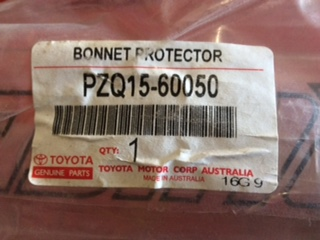 BONNET PROTECTOR
PZQ15-60050
QTY: 1
TOYOTA
GENUINE PARTS
TOYOTA MOTOR CORP AUSTRALIA
MADE IN AUSTRALIA
16G 9